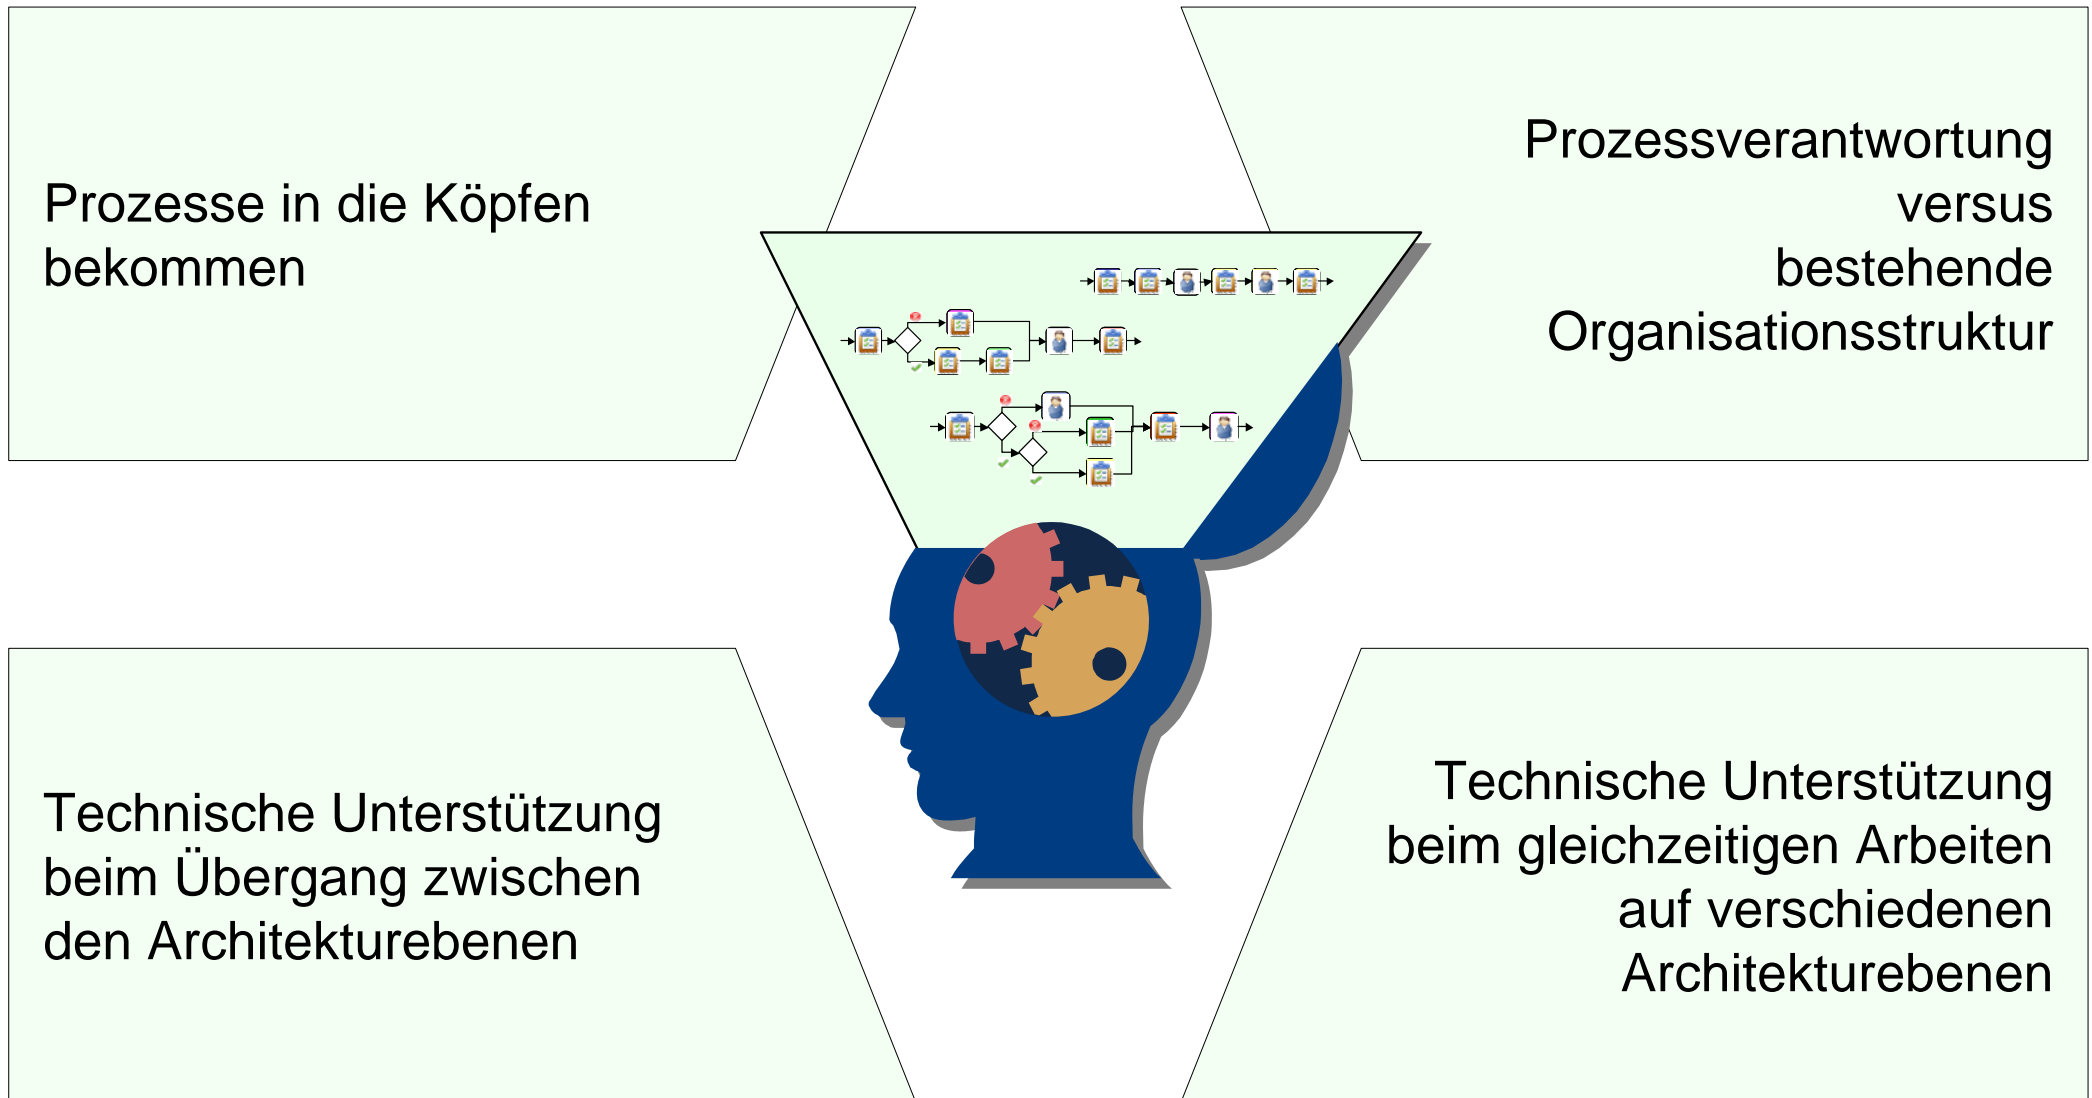 Prozesse in die Köpfen
bekommen
Prozessverantwortung
versus
bestehende
Organisationsstruktur
Technische Unterstützung
beim Übergang zwischen
den Architekturebenen
Technische Unterstützung
beim gleichzeitigen Arbeiten
auf verschiedenen
Architekturebenen